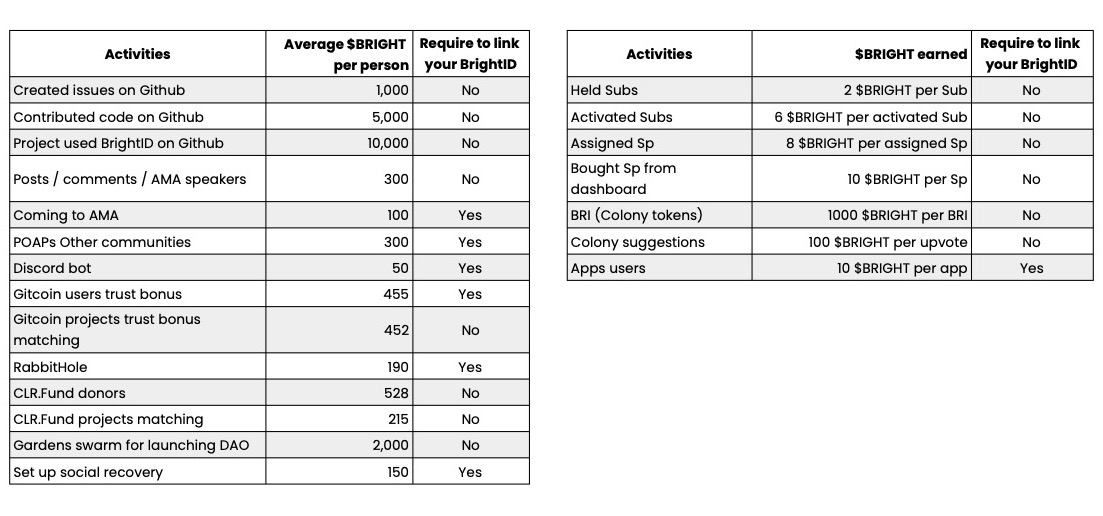 Activities Average $BRIGHT per person Require to link your BrightID
Created issues on Github 1,000 No
Contributed code on Github 5,000 No
Project used BrightID on Github 10,000 No
Posts / comments / AMA speakers 300 No
Coming to AMA 100 Yes
POAPs Other communities 300 Yes
Discord bot 50 Yes
Gitcoin users trust bonus 455 Yes
Gitcoin projects trust bonus matching 452 No
RabbitHole 190 Yes
CLR.Fund donors 528 No
CLR.Fund projects matching 215 No
Gardens swarm for launching DAO 2,000 No
Set up social recovery 150 Yes
Activities $BRIGHT earned Require to link your BrightID
Held Subs 2 $BRIGHT per Sub No
Activated Subs 6 $BRIGHT per activated Sub No
Assigned Sp 8 $BRIGHT per assigned Sp No
Bought Sp from dashboard 10 $BRIGHT per Sp No
BRI (Colony tokens) 1000 $BRIGHT per BRI No
Colony suggestions 100 $BRIGHT per upvote No
Apps users 10 $BRIGHT per app Yes